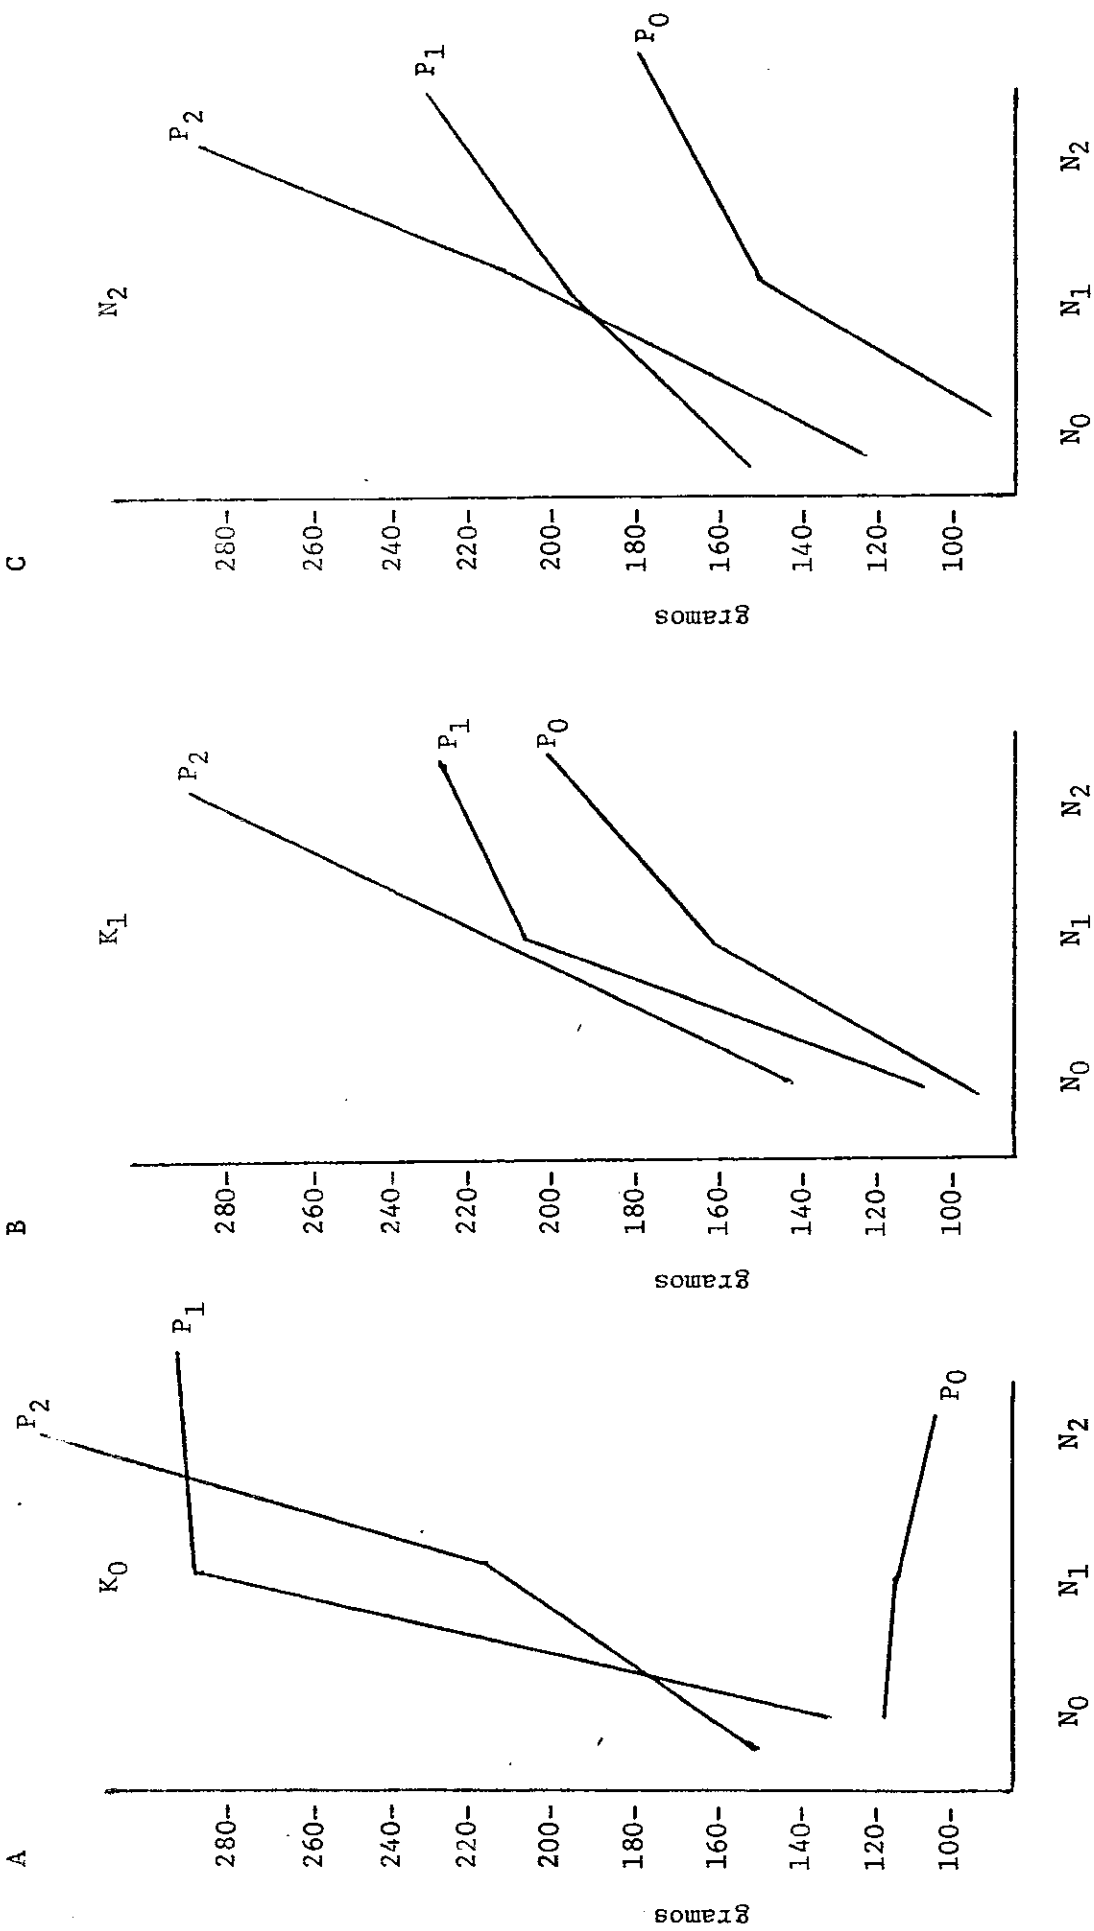 A
K0
gramos
280-
260-
240-
220-
200-
180-
160-
140-
120-
100-
P2
P1
P0
N0 N1 N2
B
K1
gramos
280-
260-
240-
220-
200-
180-
160-
140-
120-
100-
P2
P1
P0
N0 N1 N2
C
N2
gramos
280-
260-
240-
220-
200-
180-
160-
140-
120-
100-
P2
P1
P0
N0 N1 N2